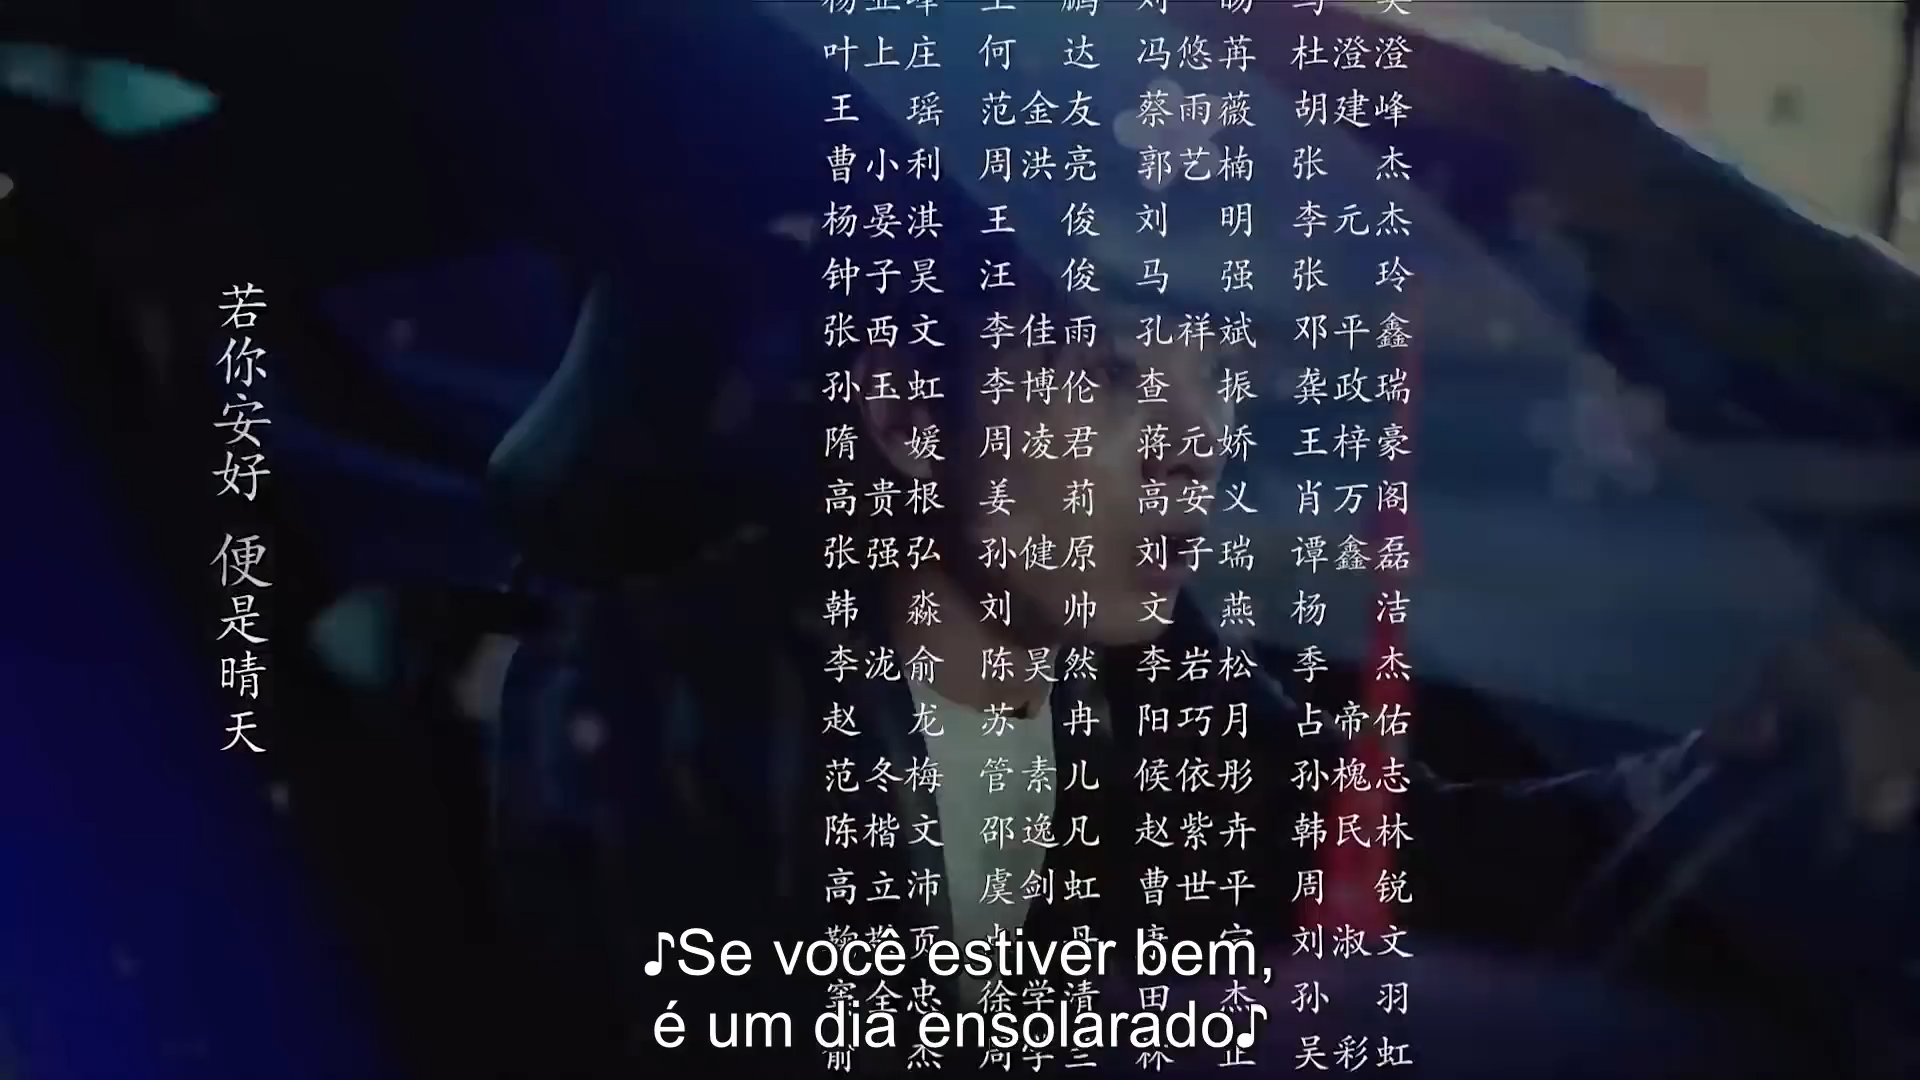 若你安好 便是晴天
叶上庄 何达 冯悠苒 杜澄澄
王瑶 范金友 蔡雨薇 胡建峰
曹小利 周洪亮 郭艺楠 张杰
杨晏淇 王俊 刘明 李元杰
钟子昊 汪俊 马强 张玲
张西文 李佳雨 孔祥斌 邓平鑫
孙玉虹 李博伦 查振 龚政瑞
隋媛 周凌君 蒋元娇 王梓豪
高贵根 姜莉 高安义 肖万阁
张强弘 孙健原 刘子瑞 谭鑫磊
韩淼 刘帅 文燕 杨洁
李泷俞 陈昊然 李岩松 季杰
赵龙 苏冉 阳巧月 占帝佑
范冬梅 管素儿 候依彤 孙槐志
陈楷文 邵逸凡 赵紫卉 韩民林
高立沛 虞剑虹 曹世平 周锐
刘淑文
♪Se você estiver bem,
窦全忠 徐学清 田杰 孙羽
é um dia ensolarado♪
俞杰 林正 吴彩虹